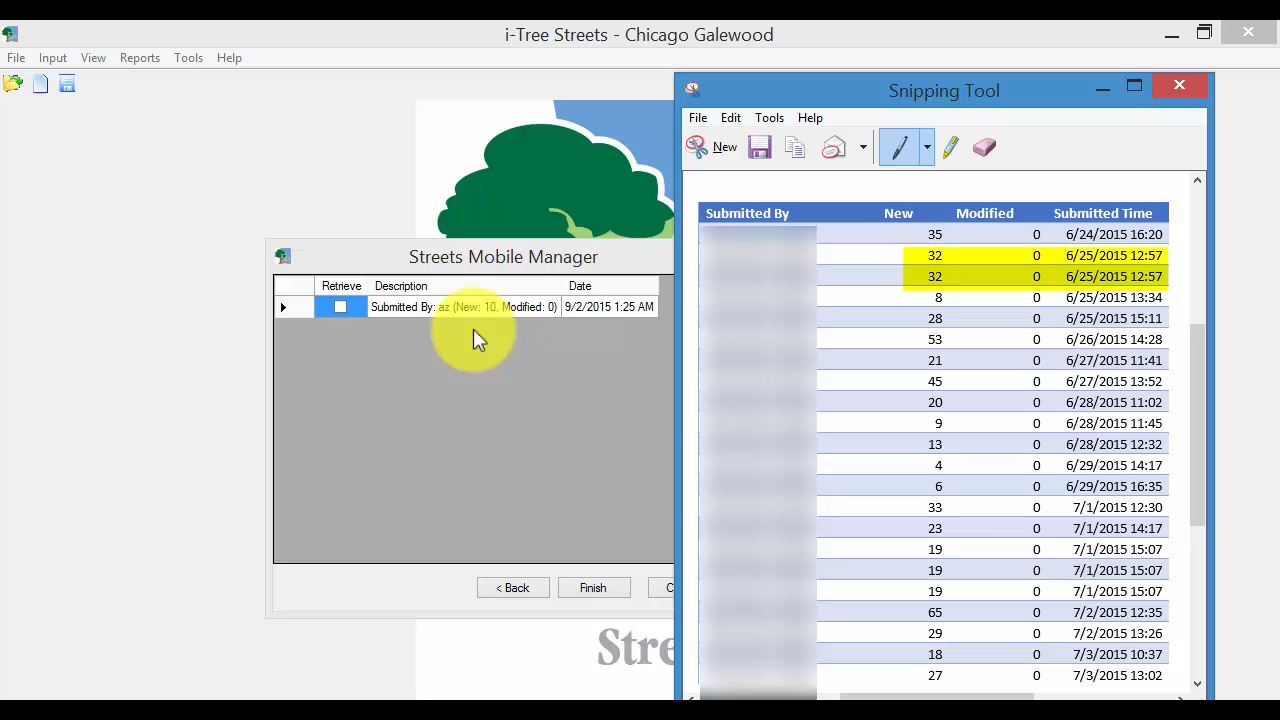 i-Tree Streets - Chicago Galewood
File Input View Reports Tools Help
Snipping Tool
File Edit Tools Help
New
Submitted By New Modified Submitted Time
35 0 6/24/2015 16:20
32 0 6/25/2015 12:57
32 0 6/25/2015 12:57
8 0 6/25/2015 13:34
28 0 6/25/2015 15:11
53 0 6/26/2015 14:28
21 0 6/27/2015 11:41
45 0 6/27/2015 13:52
20 0 6/28/2015 11:02
9 0 6/28/2015 11:45
13 0 6/28/2015 12:32
4 0 6/29/2015 14:17
6 0 6/29/2015 16:35
33 0 7/1/2015 12:30
23 0 7/1/2015 14:17
19 0 7/1/2015 15:07
19 0 7/1/2015 15:07
19 0 7/1/2015 15:07
65 0 7/2/2015 12:35
29 0 7/2/2015 13:26
18 0 7/3/2015 10:37
27 0 7/3/2015 13:02
Streets Mobile Manager
Retrieve Description Date
Submitted By: az (New: 10, Modified: 0) 9/2/2015 1:25 AM
< Back Finish C
Stre